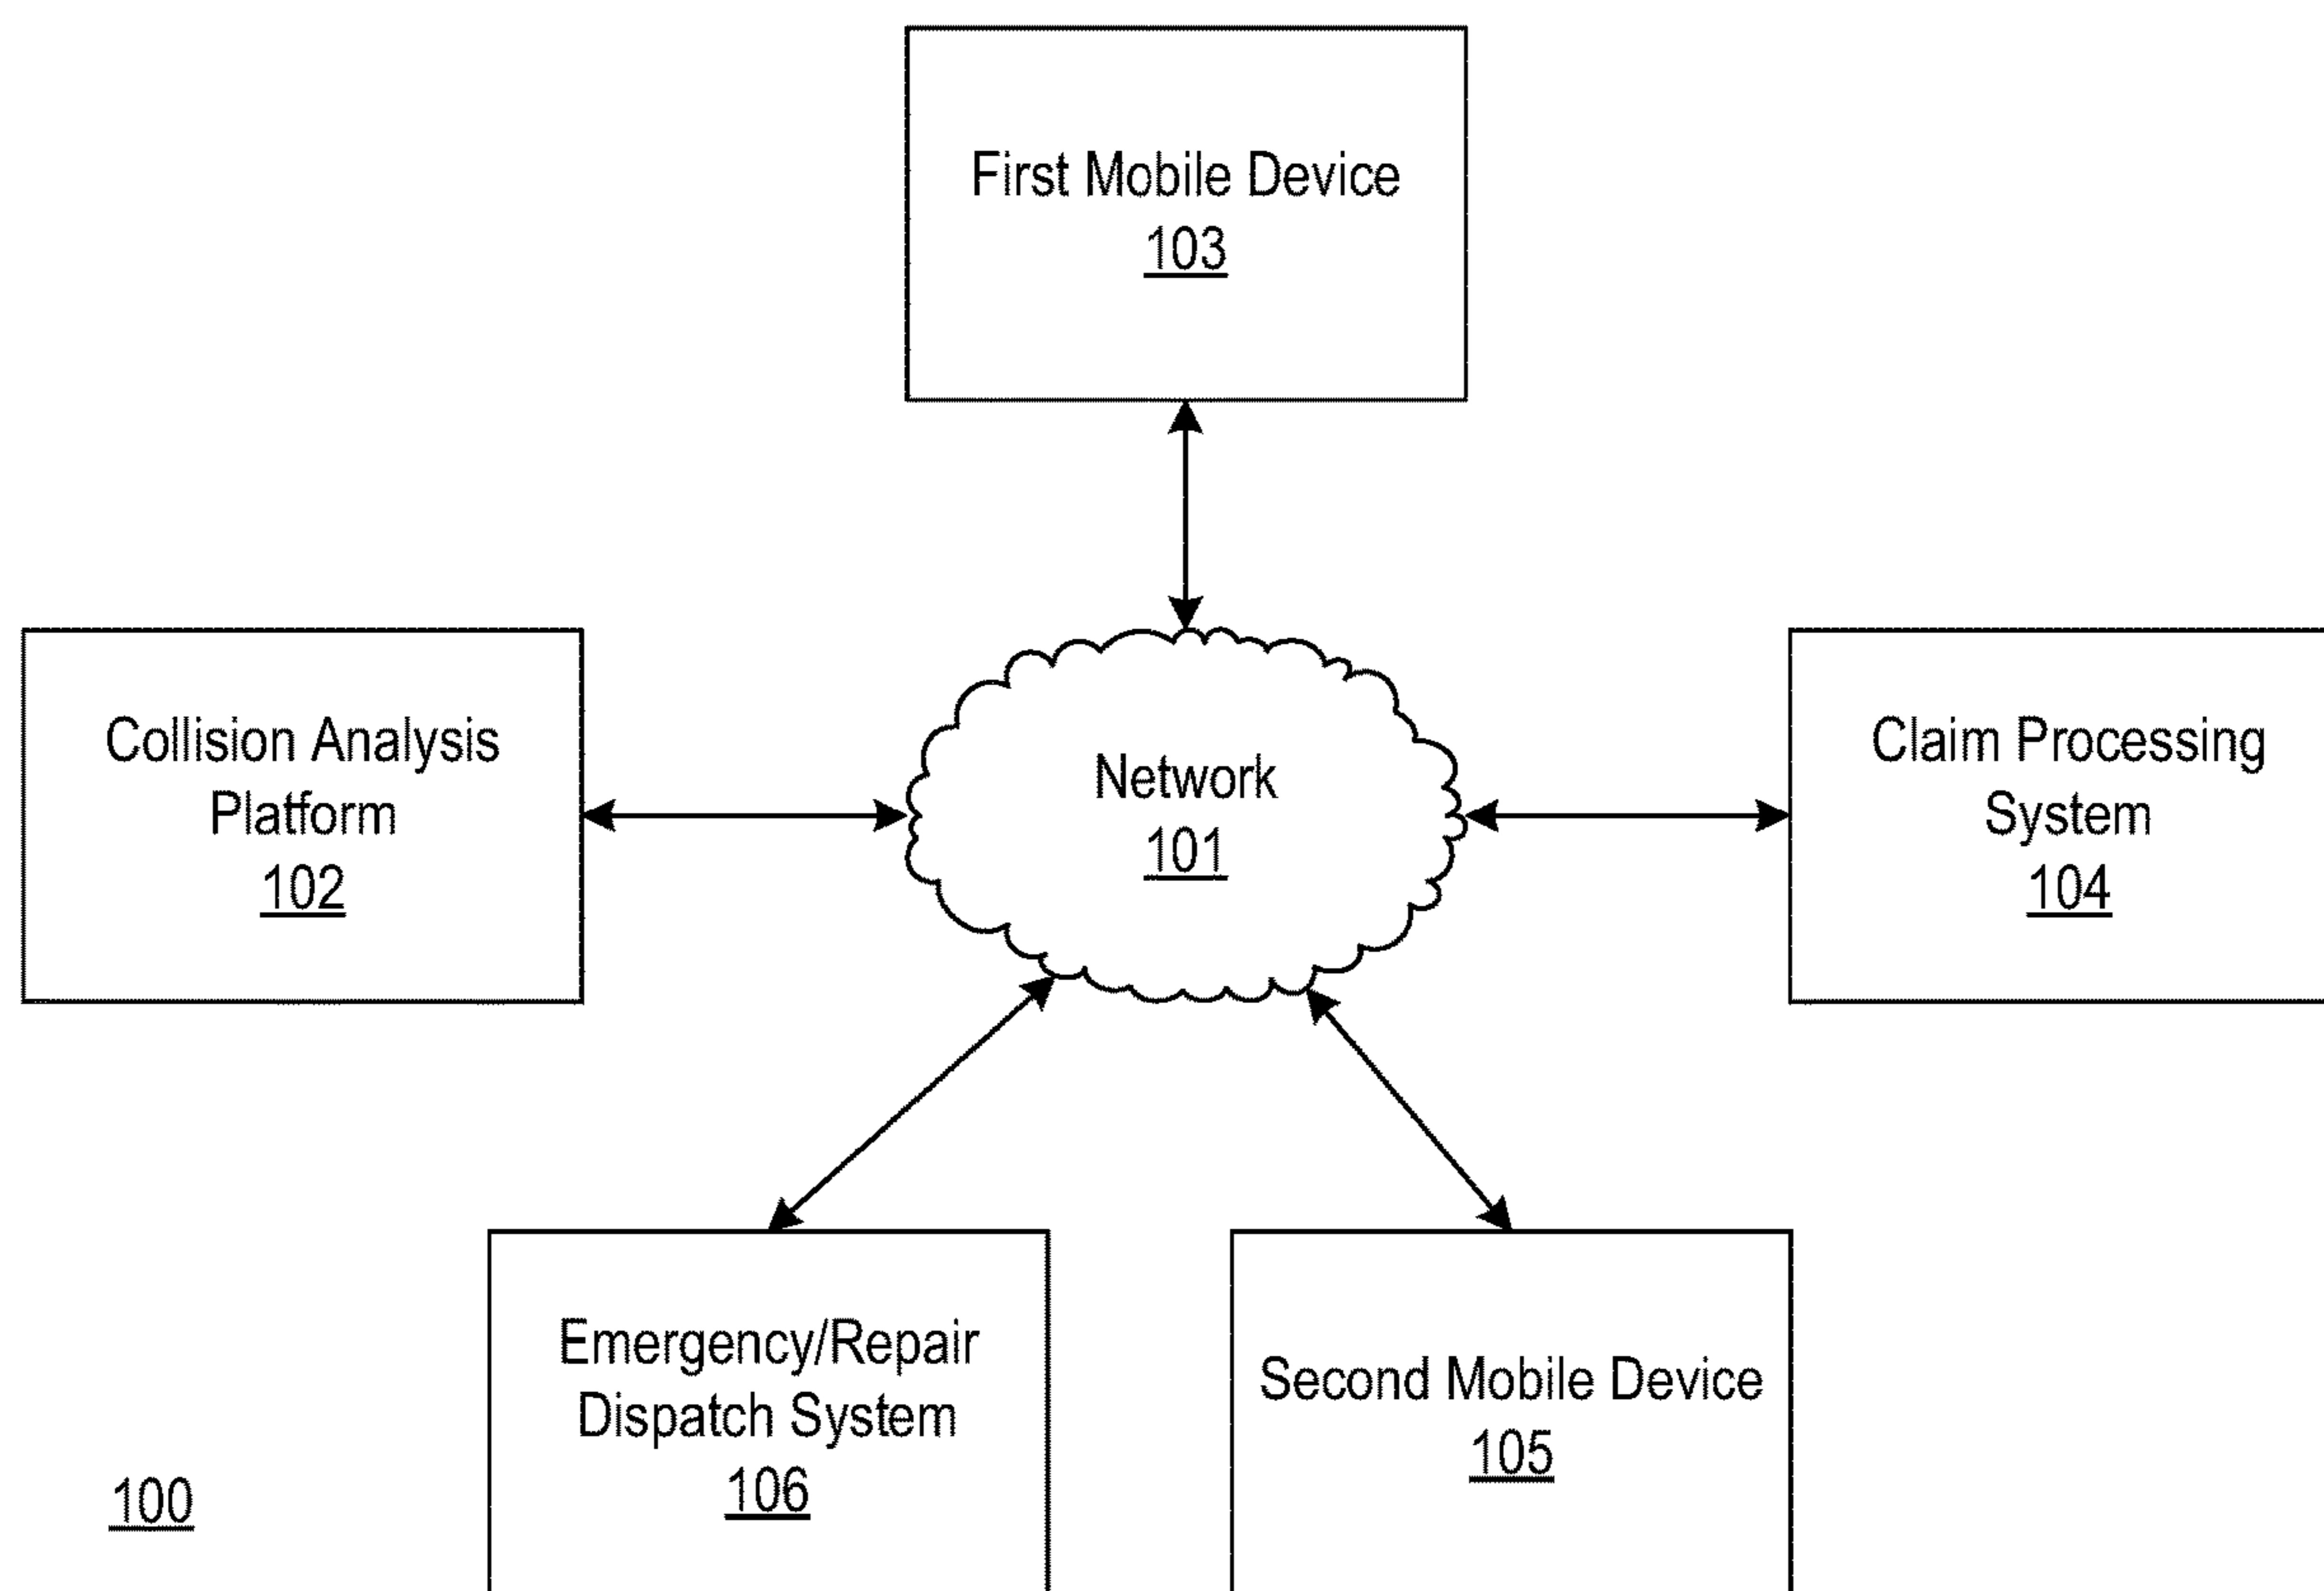 First Mobile Device
103
Collision Analysis
Platform
102
Network
101
Claim Processing
System
104
Emergency/Repair
Dispatch System
106
Second Mobile Device
105
100